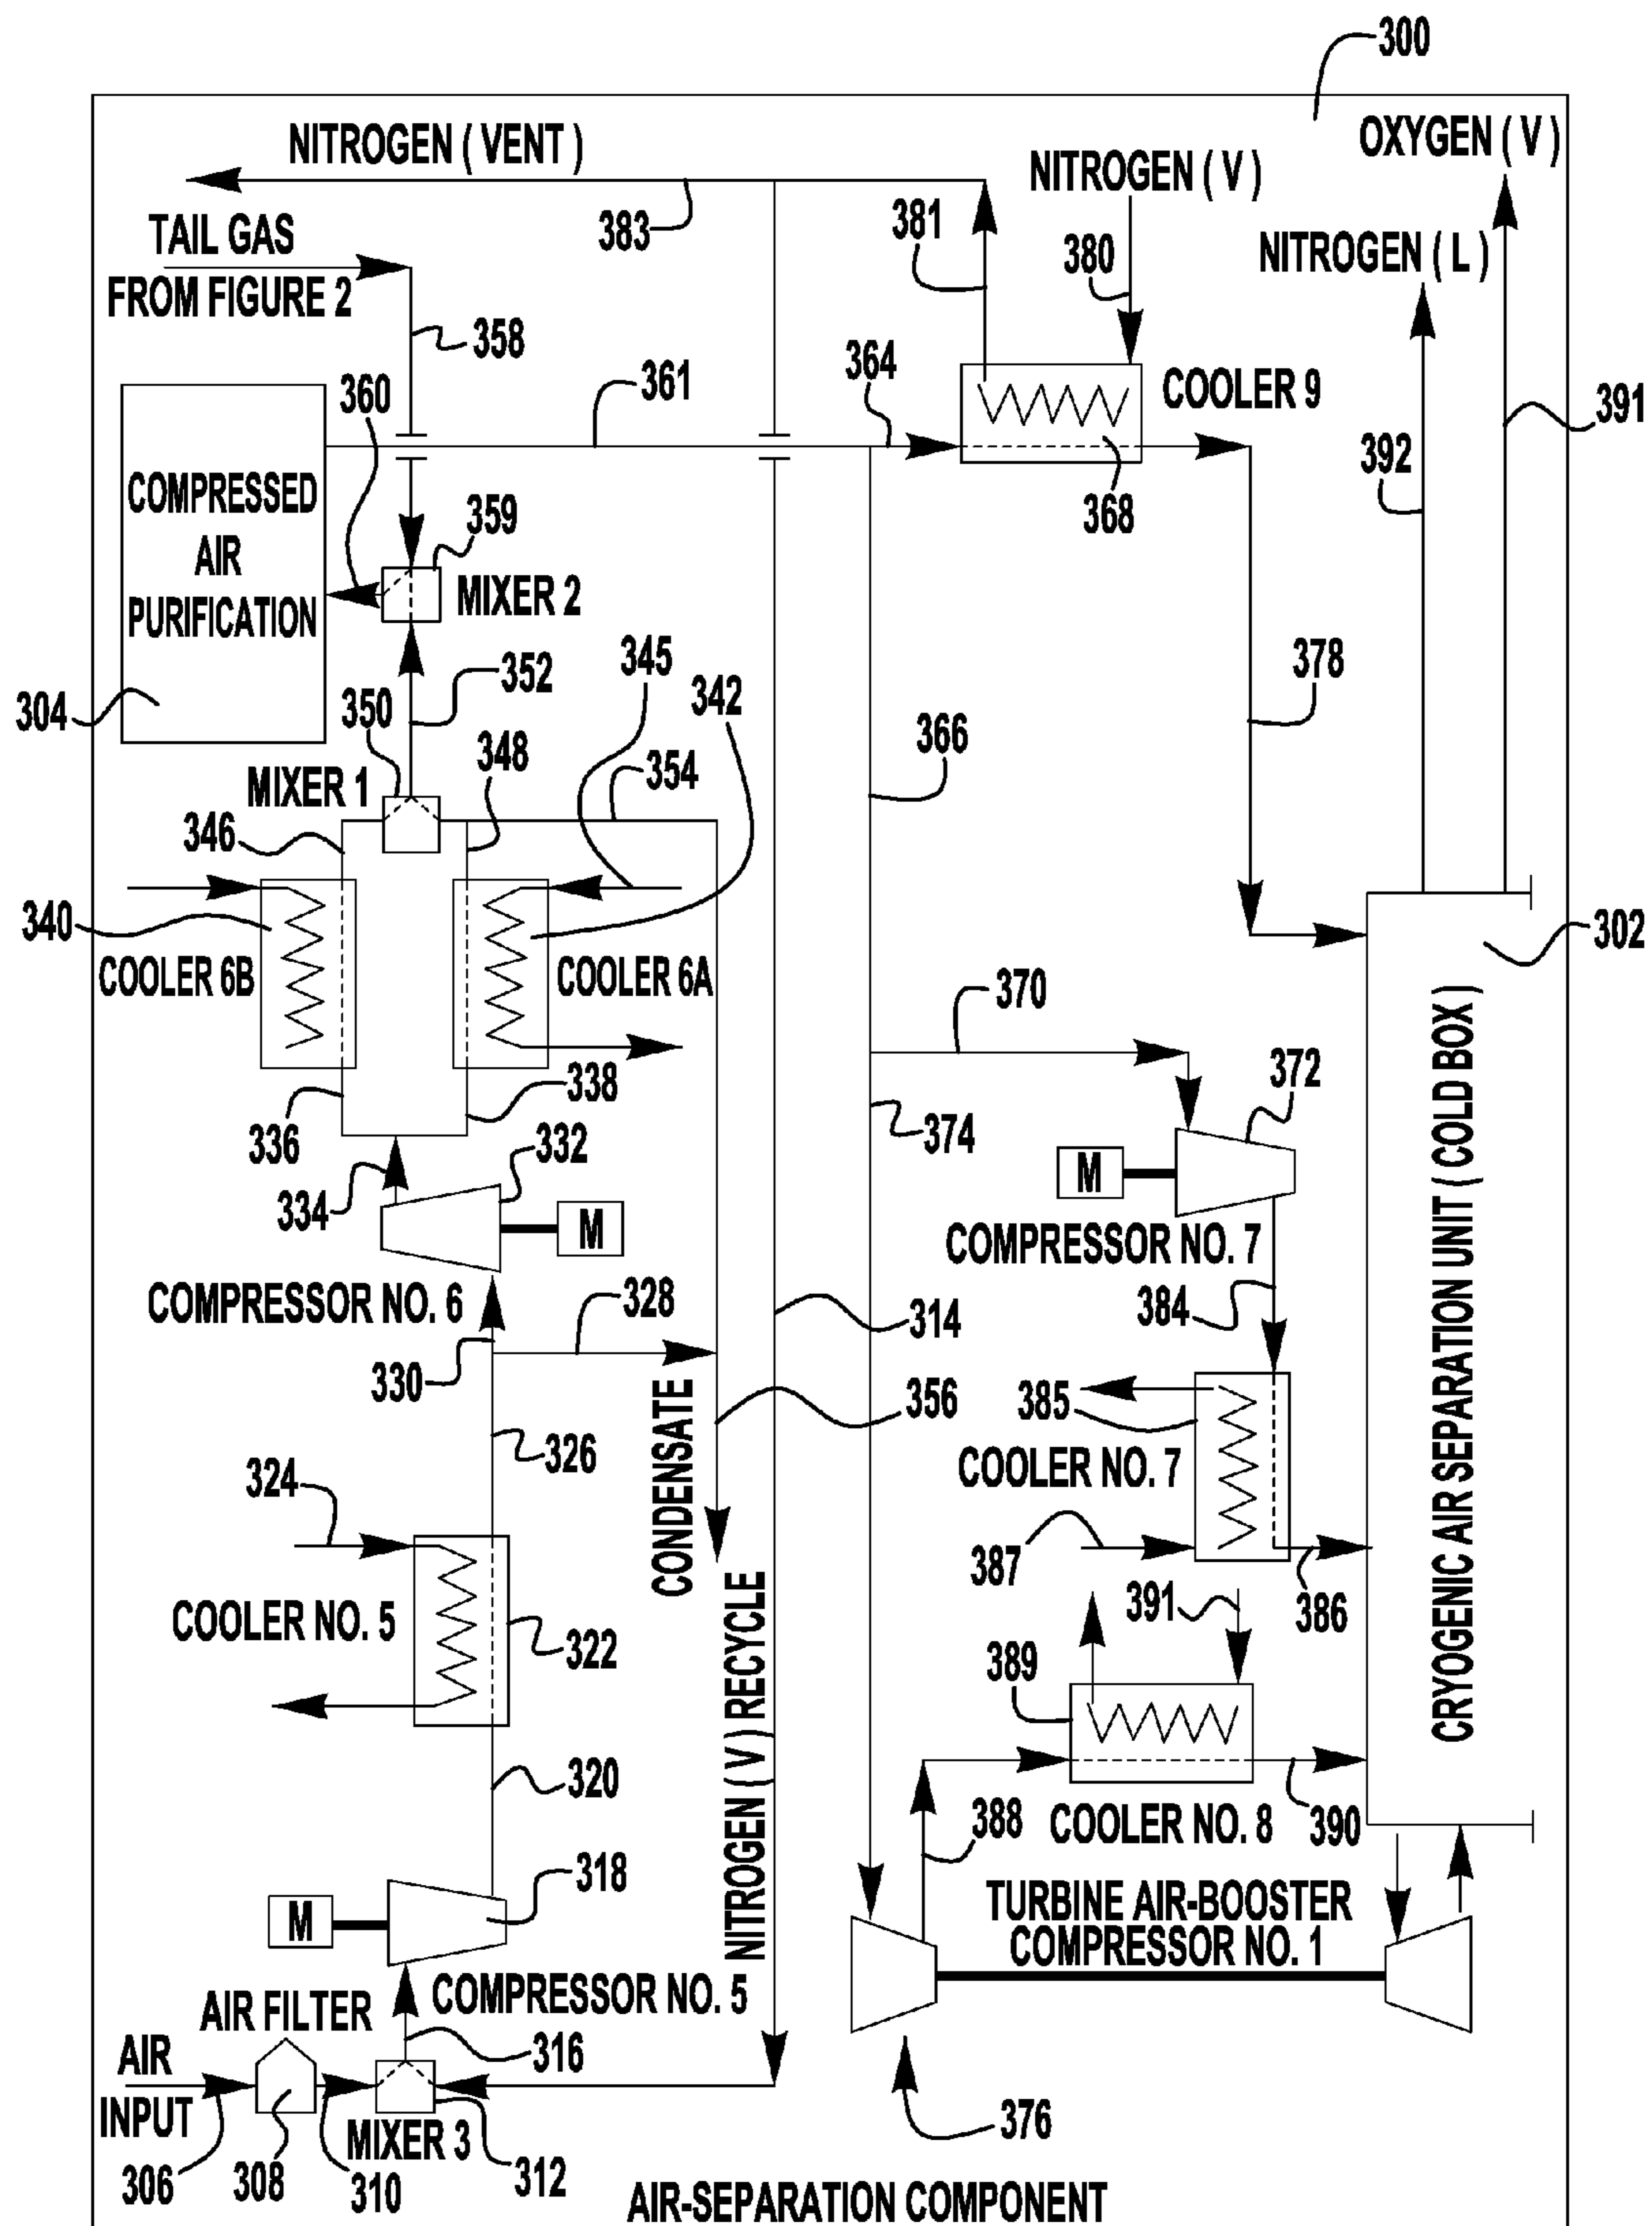 300
OXYGEN ( V )
NITROGEN ( VENT )
NITROGEN ( V )
383
381
380
NITROGEN ( L )
TAIL GAS
FROM FIGURE 2
358
360
361
364
COOLER 9
391
392
368
COMPRESSED
AIR
PURIFICATION
359
MIXER 2
304
350
352
345
342
366
378
MIXER 1
348
354
346
340
COOLER 6B
COOLER 6A
302
370
336
338
332
334
M
372
374
M
COMPRESSOR NO. 7
COMPRESSOR NO. 6
330
328
314
384
356
385
COOLER NO. 7
326
324
CONDENSATE
387
386
391
COOLER NO. 5
322
389
NITROGEN ( V ) RECYCLE
CRYOGENIC AIR SEPARATION UNIT ( COLD BOX )
320
388
COOLER NO. 8
390
318
M
TURBINE AIR-BOOSTER
COMPRESSOR NO. 1
COMPRESSOR NO. 5
AIR FILTER
316
AIR
INPUT
MIXER 3
306
308
310
312
376
AIR-SEPARATION COMPONENT